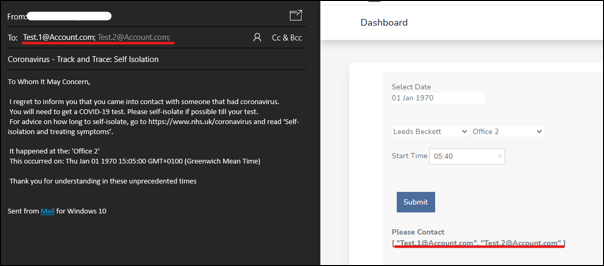 From:
To: Test.1@Account.com; Test.2@Account.com; Cc & Bcc
Coronavirus - Track and Trace: Self Isolation
To Whom It May Concern,
I regret to inform you that you came into contact with someone that had coronavirus.
You will need to get a COVID-19 test. Please self-isolate if possible till your test.
For advice on how long to self-isolate, go to https://www.nhs.uk/coronavirus and read 'Self-
isolation and treating symptoms'.
It happened at the: 'Office 2'
This occurred on: Thu Jan 01 1970 15:05:00 GMT+0100 (Greenwich Mean Time)
Thank you for understanding in these unprecedented times
Sent from Mail for Windows 10
Dashboard
Select Date
01 Jan 1970
Leeds Beckett Office 2
Start Time 05:40 ×
Submit
Please Contact
[ "Test.1@Account.com", "Test.2@Account.com" ]